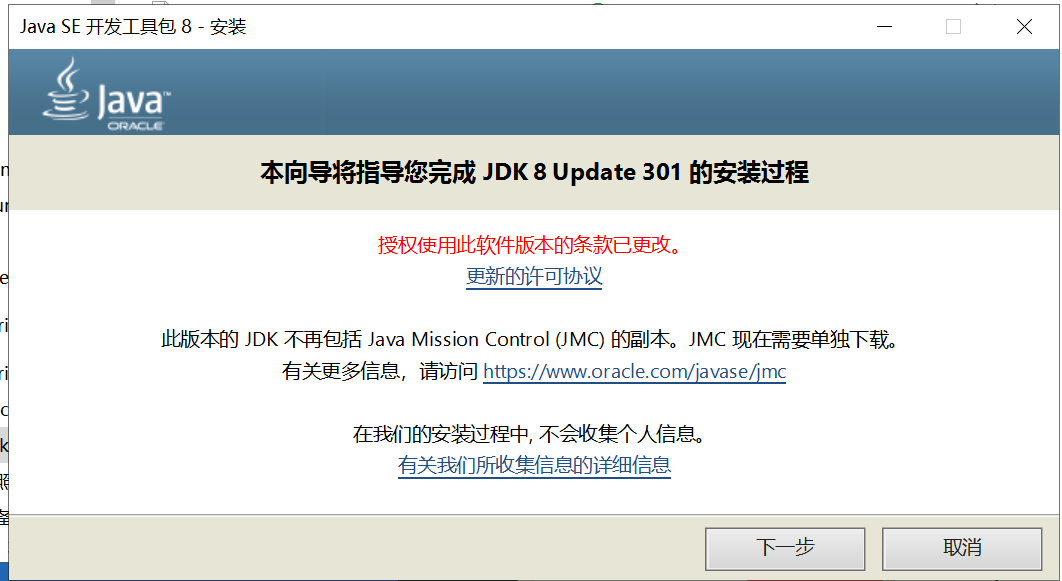 Java SE 开发工具包 8 - 安装
Java™
ORACLE
本向导将指导您完成 JDK 8 Update 301 的安装过程
授权使用此软件版本的条款已更改。
更新的许可协议
此版本的 JDK 不再包括 Java Mission Control (JMC) 的副本。JMC 现在需要单独下载。
有关更多信息，请访问 https://www.oracle.com/javase/jmc
在我们的安装过程中, 不会收集个人信息。
有关我们所收集信息的详细信息
下一步
取消